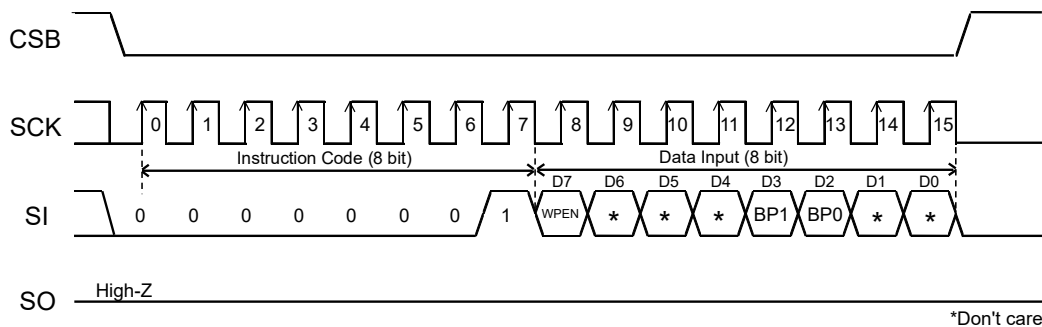 CSB
SCK 0 1 2 3 4 5 6 7 8 9 10 11 12 13 14 15
Instruction Code (8 bit) Data Input (8 bit)
D7 D6 D5 D4 D3 D2 D1 D0
SI 0 0 0 0 0 0 0 1 WPEN * * * BP1 BP0 * *
High-Z
SO
*Don't care